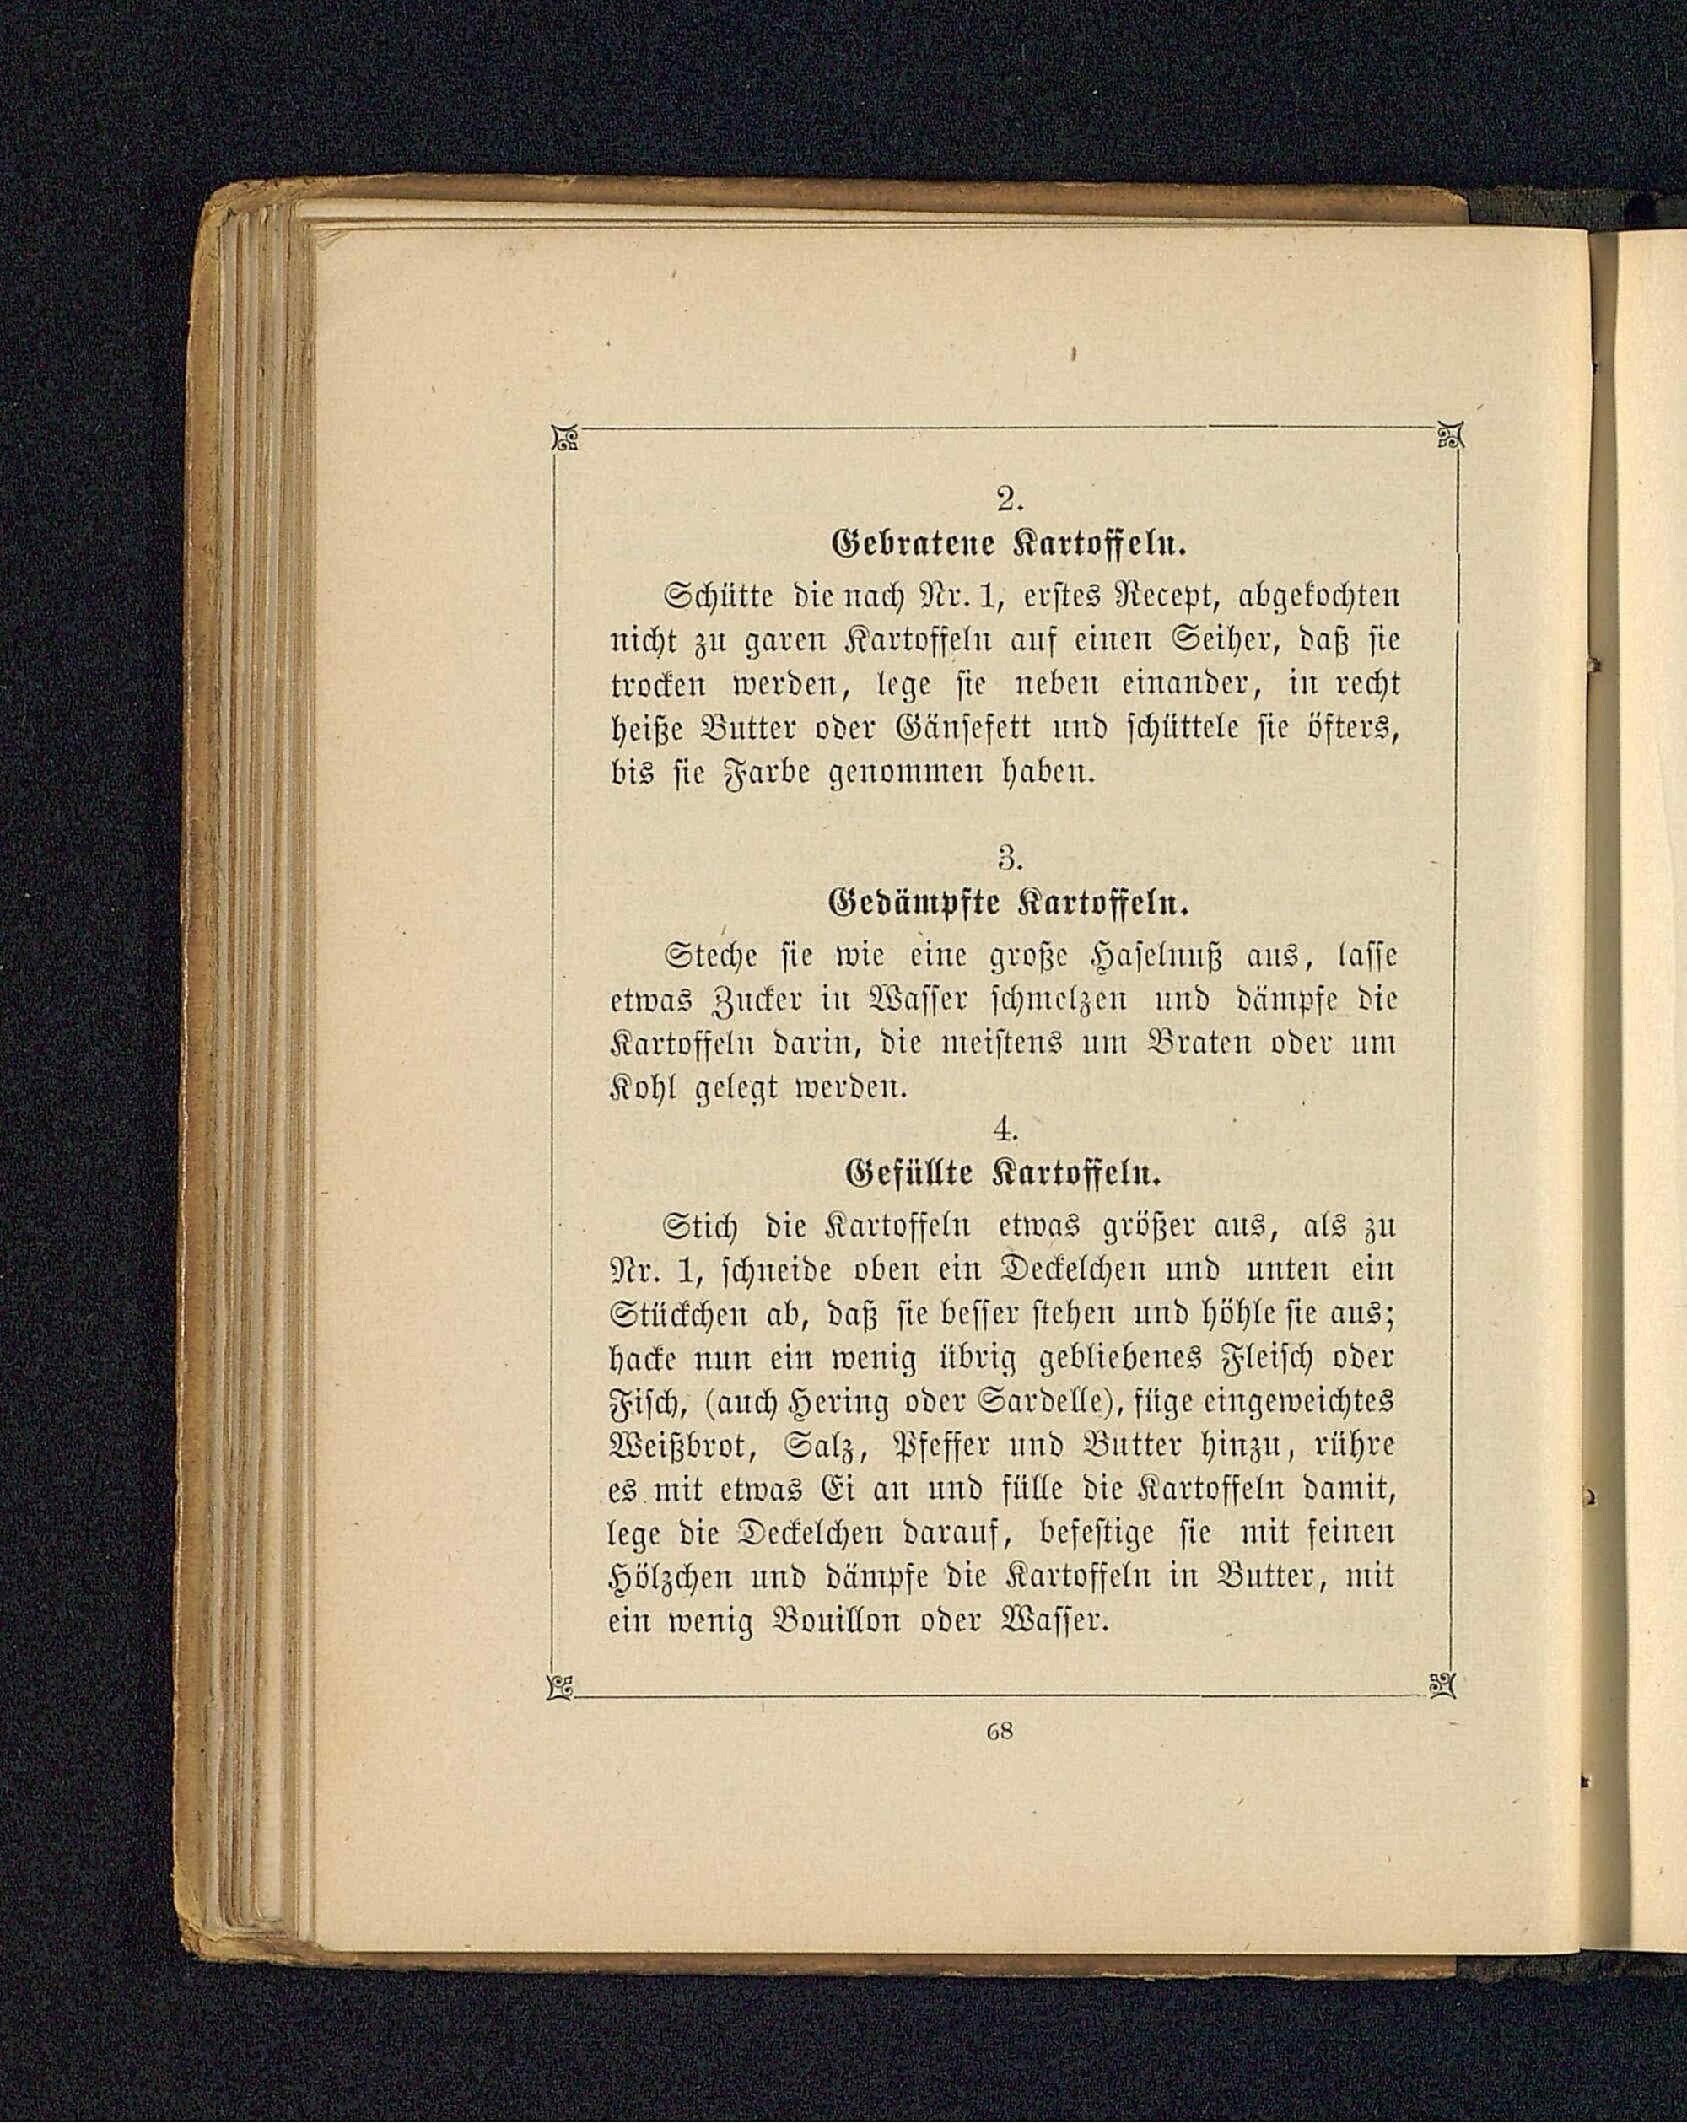 2.
Gebratene Kartoffeln.
Schütte die nach Nr. 1, erstes Recept, abgekochten
nicht zu garen Kartoffeln auf einen Seiher, daß sie
trocken werden, lege sie neben einander, in recht
heiße Butter oder Gänsefett und schüttele sie öfters,
bis sie Farbe genommen haben.
3.
Gedämpfte Kartoffeln.
Steche sie wie eine große Haselnuß aus, lasse
etwas Zucker in Wasser schmelzen und dämpfe die
Kartoffeln darin, die meistens um Braten oder um
Kohl gelegt werden.
4.
Gefüllte Kartoffeln.
Stich die Kartoffeln etwas größer aus, als zu
Nr. 1, schneide oben ein Deckelchen und unten ein
Stückchen ab, daß sie besser stehen und höhle sie aus;
hacke nun ein wenig übrig gebliebenes Fleisch oder
Fisch, (auch Hering oder Sardelle), füge eingeweichtes
Weißbrot, Salz, Pfeffer und Butter hinzu, rühre
es mit etwas Ei an und fülle die Kartoffeln damit,
lege die Deckelchen darauf, befestige sie mit feinen
Hölzchen und dämpfe die Kartoffeln in Butter, mit
ein wenig Bouillon oder Wasser.
68